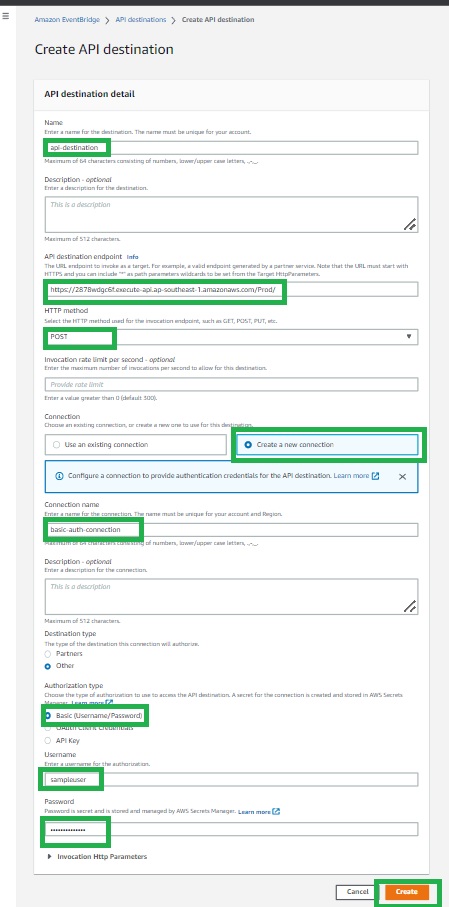 Amazon EventBridge > API destinations > Create API destination
Create API destination
API destination detail
Name
Enter a name for the destination. The name must be unique for your account.
api-destination
Maximum of 64 characters consisting of numbers, lower/upper case letters, .,-,_.
Description - optional
Enter a description for the destination.
This is a description
Maximum of 512 characters.
API destination endpoint Info
The URL endpoint to invoke as a target. For example, a valid endpoint generated by a partner service. Note that the URL must start with
HTTPS and you can include "*" as path parameters wildcards to be set from the Target HttpParameters.
https://2878wdgc6f.execute-api.ap-southeast-1.amazonaws.com/Prod/
HTTP method
Select the HTTP method used for the invocation endpoint, such as GET, POST, PUT, etc.
POST
Invocation rate limit per second - optional
Enter the maximum number of invocations per second to allow for this destination.
Provide rate limit
Enter a value greater than 0 (default 300).
Connection
Choose an existing connection, or create a new one to use for this destination.
Use an existing connection
Create a new connection
Configure a connection to provide authentication credentials for the API destination. Learn more
Connection name
Enter a name for the connection. The name must be unique for your account and Region.
basic-auth-connection
Maximum of 64 characters consisting of numbers, lower/upper case letters, .,-,_.
Description - optional
Enter a description for the connection.
This is a description
Maximum of 512 characters.
Destination type
The type of the destination this connection will authorize.
Partners
Other
Authorization type
Choose the type of authorization to use to access the API destination. A secret for the connection is created and stored in AWS Secrets
Manager. Learn more
Basic (Username/Password)
OAuth Client Credentials
API Key
Username
Enter a username for the authorization.
sampleuser
Password
Password is secret and is stored and managed by AWS Secrets Manager. Learn more
••••••••••••••
Invocation Http Parameters
Cancel
Create